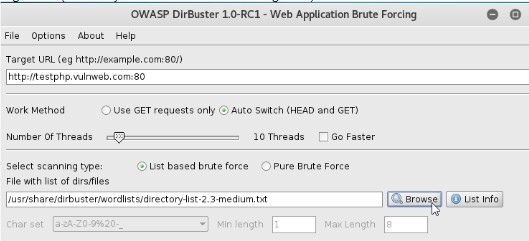 OWASP DirBuster 1.0-RC1 - Web Application Brute Forcing
File Options About Help
Target URL (eg http://example.com:80/)
http://testphp.vulnweb.com:80
Work Method Use GET requests only Auto Switch (HEAD and GET)
Number Of Threads 10 Threads Go Faster
Select scanning type: List based brute force Pure Brute Force
File with list of dirs/files
/usr/share/dirbuster/wordlists/directory-list-2.3-medium.txt Browse List Info
Char set a-zA-Z0-9%20-_ Min length 1 Max Length 8